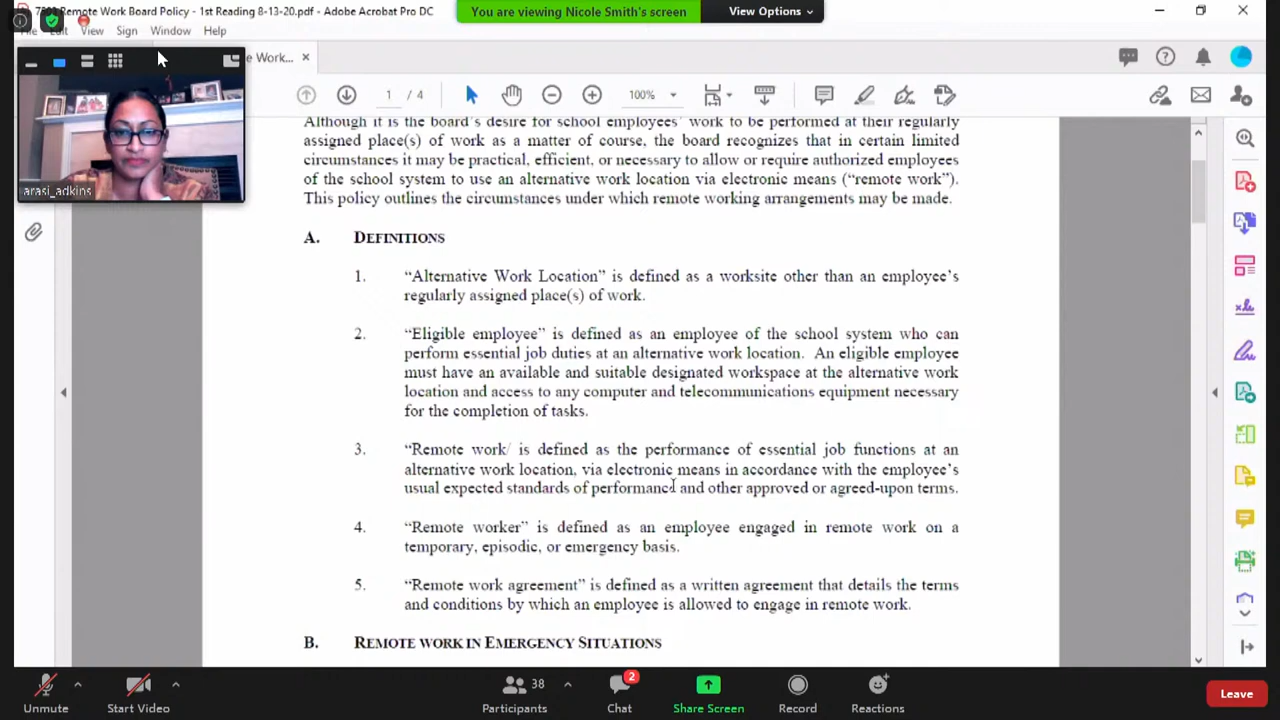 7500 Remote Work Board Policy - 1st Reading 8-13-20.pdf - Adobe Acrobat Pro DC
You are viewing Nicole Smith's screen
View Options
File Edit View Sign Window Help
e Work...
1 / 4
100%
arasi_adkins
Although it is the board's desire for school employees' work to be performed at their regularly
assigned place(s) of work as a matter of course, the board recognizes that in certain limited
circumstances it may be practical, efficient, or necessary to allow or require authorized employees
of the school system to use an alternative work location via electronic means (“remote work”).
This policy outlines the circumstances under which remote working arrangements may be made.
A. DEFINITIONS
1. “Alternative Work Location” is defined as a worksite other than an employee’s
regularly assigned place(s) of work.
2. “Eligible employee” is defined as an employee of the school system who can
perform essential job duties at an alternative work location. An eligible employee
must have an available and suitable designated workspace at the alternative work
location and access to any computer and telecommunications equipment necessary
for the completion of tasks.
3. “Remote work/ is defined as the performance of essential job functions at an
alternative work location, via electronic means in accordance with the employee’s
usual expected standards of performance and other approved or agreed-upon terms.
4. “Remote worker” is defined as an employee engaged in remote work on a
temporary, episodic, or emergency basis.
5. “Remote work agreement” is defined as a written agreement that details the terms
and conditions by which an employee is allowed to engage in remote work.
B. REMOTE WORK IN EMERGENCY SITUATIONS
38
2
Unmute
Start Video
Participants
Chat
Share Screen
Record
Reactions
Leave